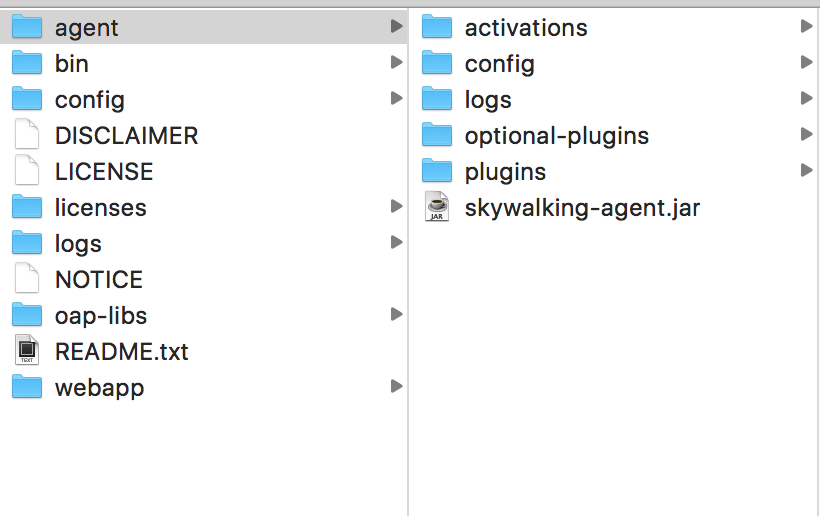 agent
bin
config
DISCLAIMER
LICENSE
licenses
logs
NOTICE
oap-libs
TEXT
README.txt
webapp
activations
config
logs
optional-plugins
plugins
JAR
skywalking-agent.jar